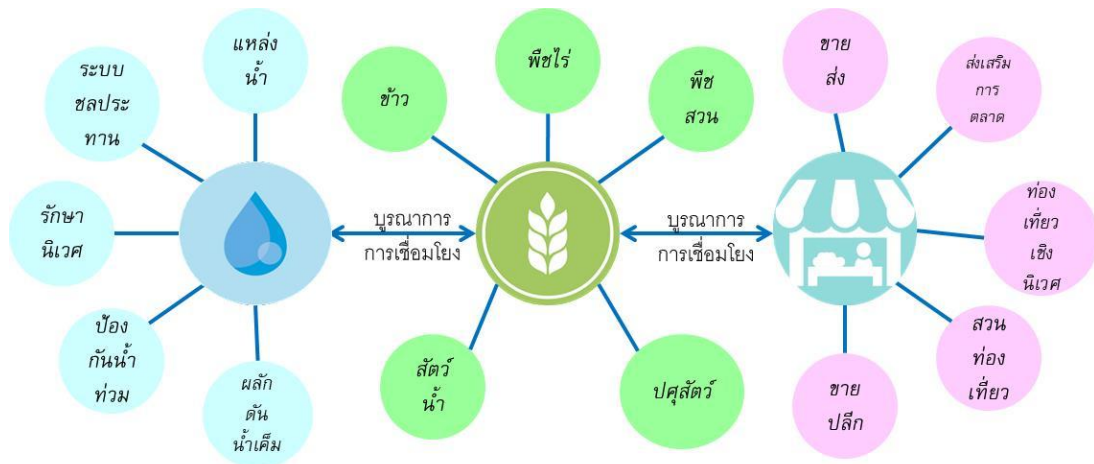 แหล่ง
น้ำ
ระบบ
ชลประ
ทาน
รักษา
นิเวศ
ป้อง
กันน้ำ
ท่วม
ผลัก
ดัน
น้ำเค็ม
บูรณาการ
การเชื่อมโยง
ข้าว
พืชไร่
พืช
สวน
สัตว์
น้ำ
ปศุสัตว์
บูรณาการ
การเชื่อมโยง
ขาย
ส่ง
ส่งเสริม
การ
ตลาด
ท่อง
เที่ยว
เชิง
นิเวศ
สวน
ท่อง
เที่ยว
ขาย
ปลีก